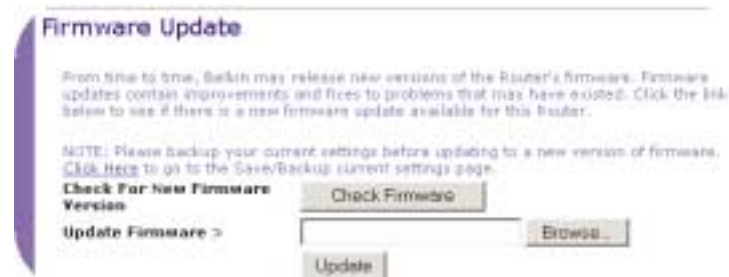 Firmware Update
From time to time, Belkin may release new versions of the Router's firmware. Firmware
updates contain improvements and fixes to problems that may have existed. Click the link
below to see if there is a new firmware update available for this Router.
NOTE: Please backup your current settings before updating to a new version of firmware.
Click Here to go to the Save/Backup current settings page.
Check For New Firmware
Version
Check Firmware
Update Firmware >
Browse...
Update